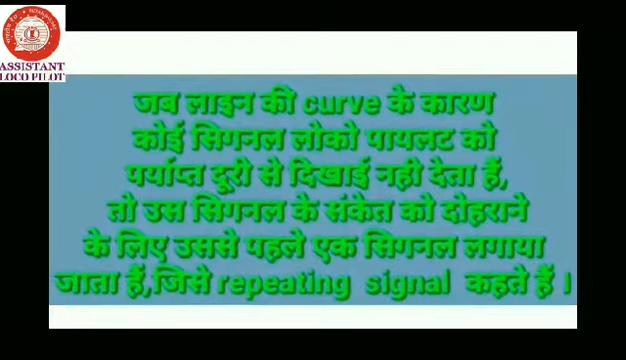 ASSISTANT
LOCO PILOT
जब लाइन की curve के कारण
कोई सिगनल लोको पायलट को
पर्याप्त दूरी से दिखाई नही देता हैं,
तो उस सिगनल के संकेत को दोहराने
के लिए उससे पहले एक सिगनल लगाया
जाता हैं,जिसे repeating signal कहते हैं ।